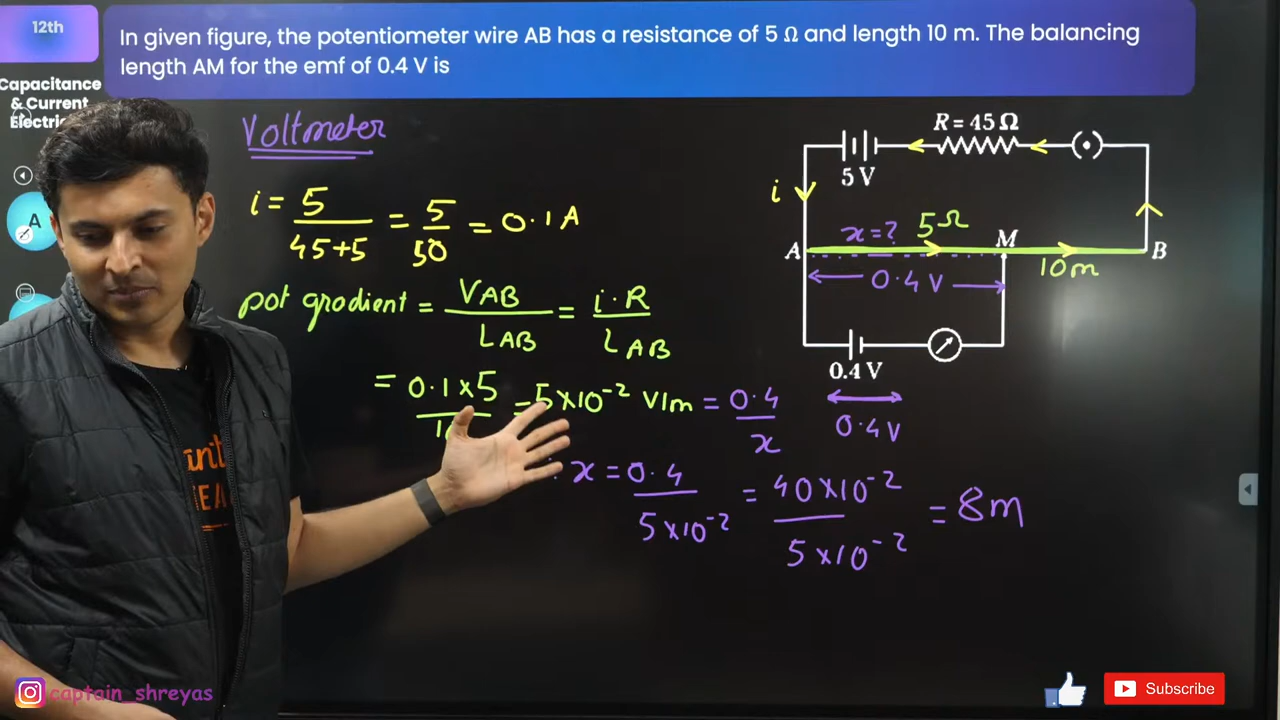 12th
In given figure, the potentiometer wire AB has a resistance of 5 Ω and length 10 m. The balancing
length AM for the emf of 0.4 V is
Capacitance
& Current
A
Voltmeter
i = 5 / 45+5 = 5 / 50 = 0.1 A
pot gradient = VAB / LAB = i · R / LAB
= 0.1 × 5 = 5 × 10⁻² V/m = 0.4 / x
x = 0.4 / 5 × 10⁻² = 40 × 10⁻² / 5 × 10⁻² = 8m
R = 45 Ω
5 V
i
x = ? 5Ω
A M B
0.4 V 10m
0.4 V
0.4 V
captain_shreyas
Subscribe